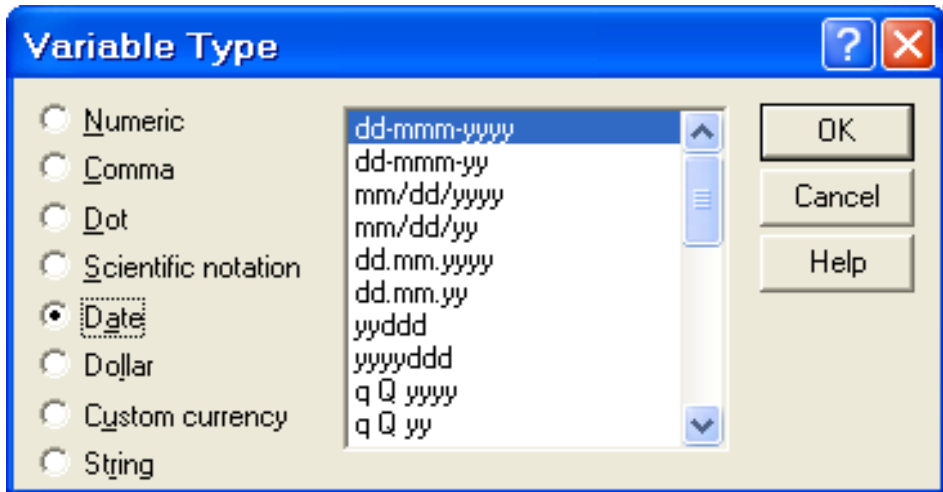 Variable Type
Numeric
Comma
Dot
Scientific notation
Date
Dollar
Custom currency
String
dd-mmm-yyyy
dd-mmm-yy
mm/dd/yyyy
mm/dd/yy
dd.mm.yyyy
dd.mm.yy
yyddd
yyyyddd
q Q yyyy
q Q yy
OK
Cancel
Help